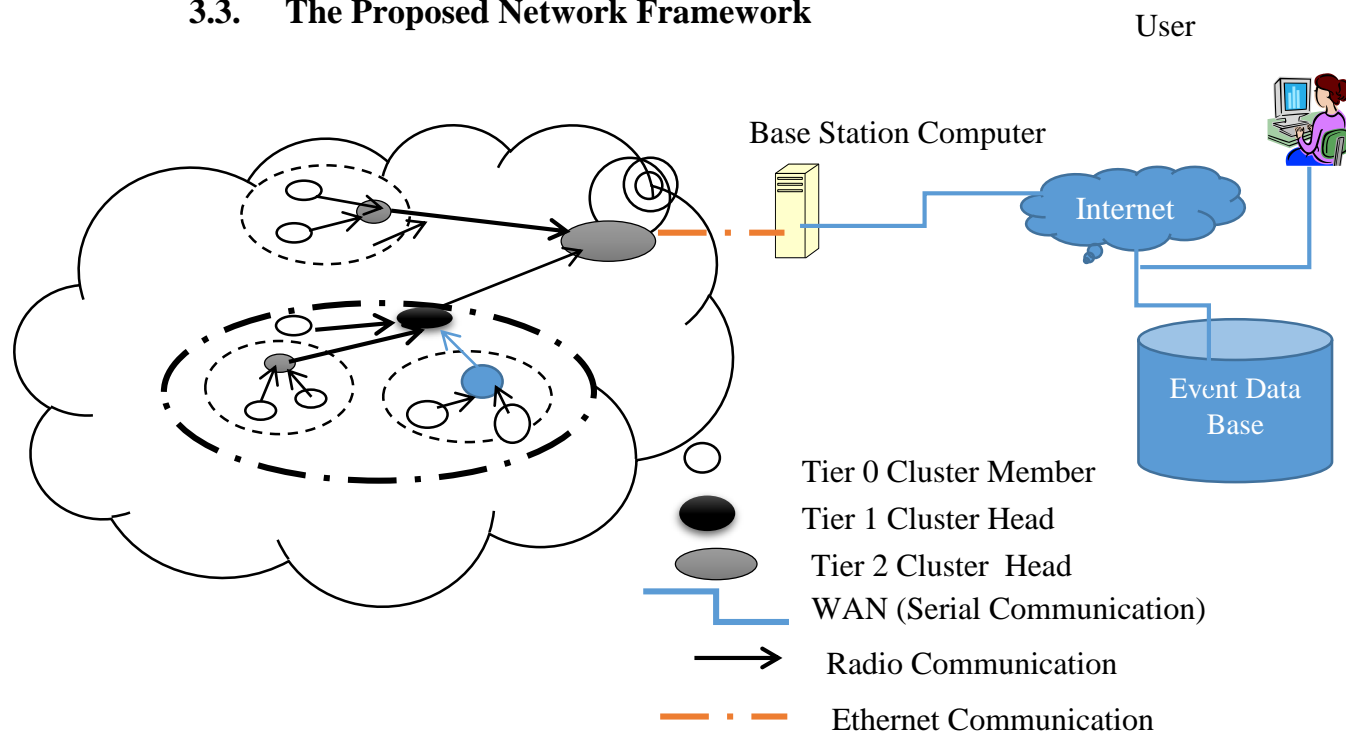 3.3. The Proposed Network Framework
User
Base Station Computer
Internet
Event Data
Base
Tier 0 Cluster Member
Tier 1 Cluster Head
Tier 2 Cluster Head
WAN (Serial Communication)
Radio Communication
Ethernet Communication